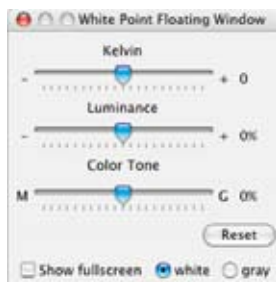 White Point Floating Window
Kelvin
- + 0
Luminance
- + 0%
Color Tone
M G 0%
Reset
Show fullscreen white gray